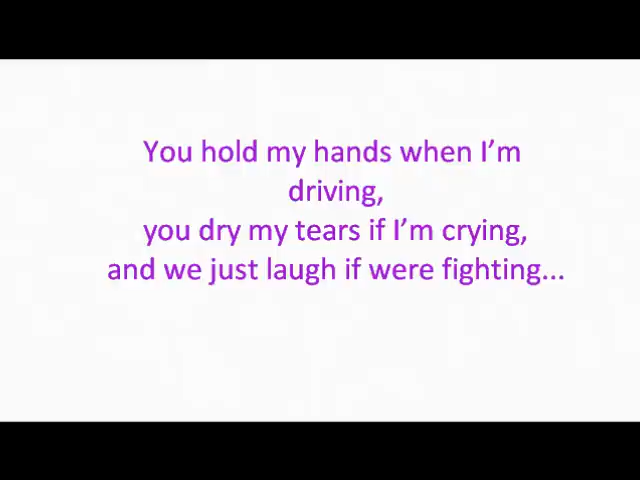 You hold my hands when I’m
driving,
you dry my tears if I’m crying,
and we just laugh if were fighting...